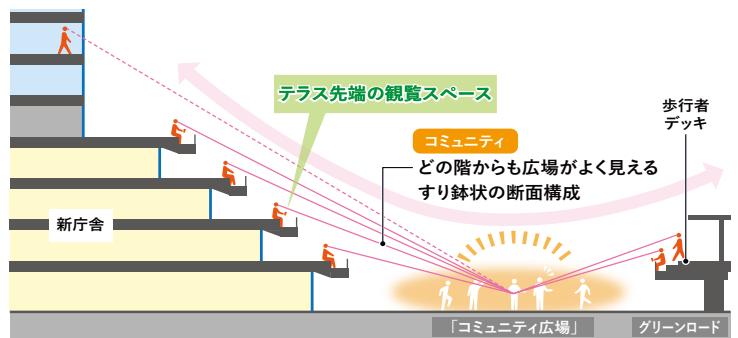 テラス先端の観覧スペース
歩行者
デッキ
コミュニティ
どの階からも広場がよく見える
すり鉢状の断面構成
新庁舎
「コミュニティ広場」
グリーンロード